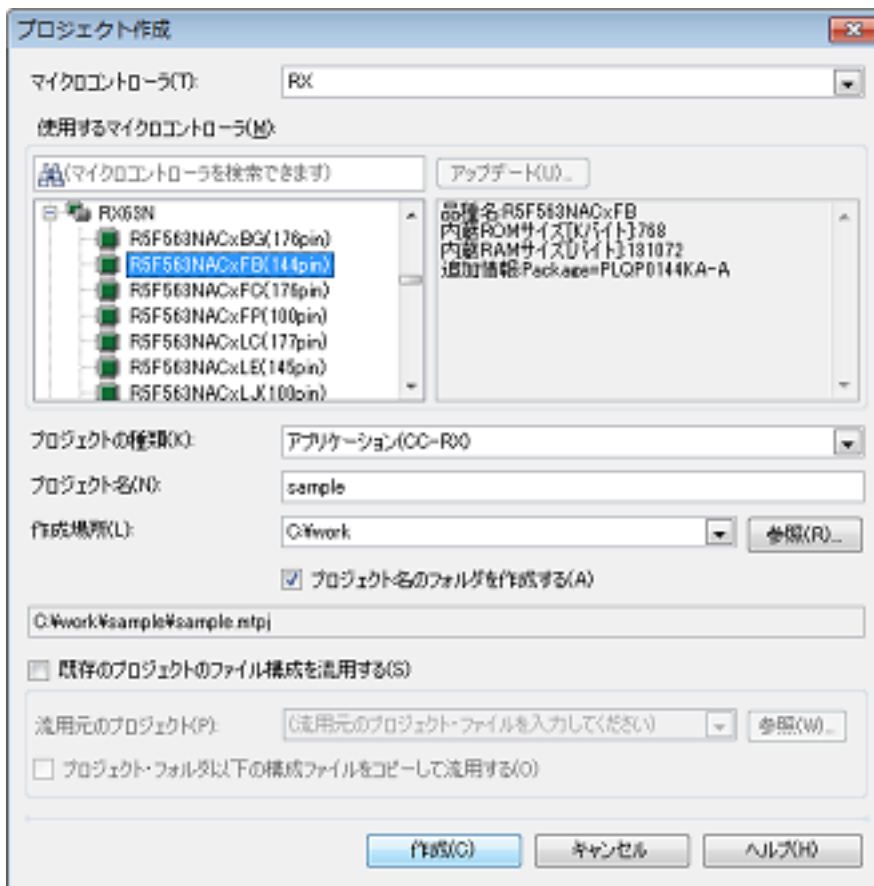 プロジェクト作成
マイクロコントローラ(T): RX
使用するマイクロコントローラ(M):
(マイクロコントローラを検索できます) アップデート(U)...
RX63N
R5F563NACxBG(176pin)
R5F563NACxFB(144pin)
R5F563NACxFC(176pin)
R5F563NACxFP(100pin)
R5F563NACxLC(177pin)
R5F563NACxLE(145pin)
R5F563NACxLJ(100pin)
品種名:R5F563NACxFB
内蔵ROMサイズ[Kバイト]:768
内蔵RAMサイズ[バイト]:131072
追加情報:Package=PLQP0144KA-A
プロジェクトの種類(K): アプリケーション(CC-RX)
プロジェクト名(N): sample
作成場所(L): C:¥work 参照(R)...
プロジェクト名のフォルダを作成する(A)
C:¥work¥sample¥sample.mtpj
既存のプロジェクトのファイル構成を流用する(S)
流用元のプロジェクト(P): (流用元のプロジェクト・ファイルを入力してください) 参照(W)...
プロジェクト・フォルダ以下の構成ファイルをコピーして流用する(O)
作成(C) キャンセル ヘルプ(H)